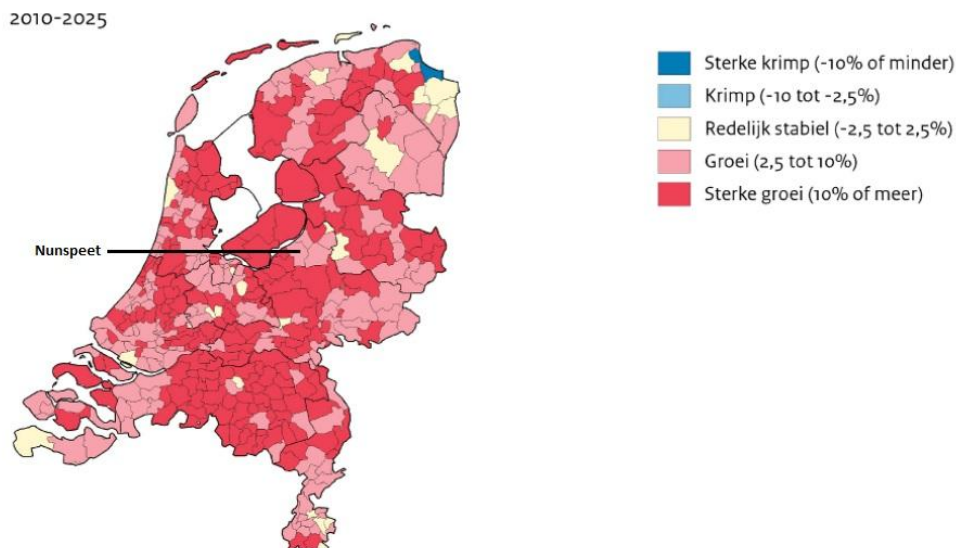 2010-2025
Sterke krimp (-10% of minder)
Krimp (-10 tot -2,5%)
Redelijk stabiel (-2,5 tot 2,5%)
Groei (2,5 tot 10%)
Sterke groei (10% of meer)
Nunspeet